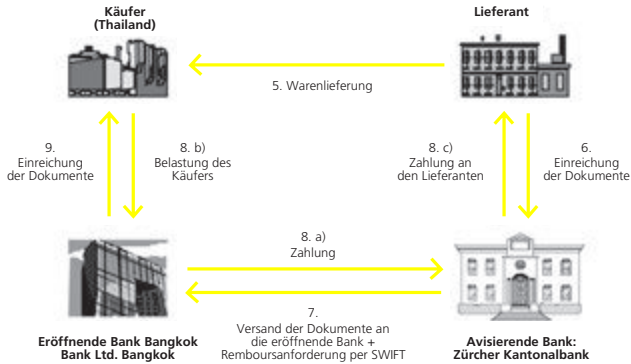 Käufer
(Thailand)
Lieferant
5. Warenlieferung
9.
Einreichung
der Dokumente
8. b)
Belastung des
Käufers
8. c)
Zahlung an
den Lieferanten
6.
Einreichung
der Dokumente
8. a)
Zahlung
7.
Versand der Dokumente an
die eröffnende Bank +
Remboursanforderung per SWIFT
Eröffnende Bank Bangkok
Bank Ltd. Bangkok
Avisierende Bank:
Zürcher Kantonalbank